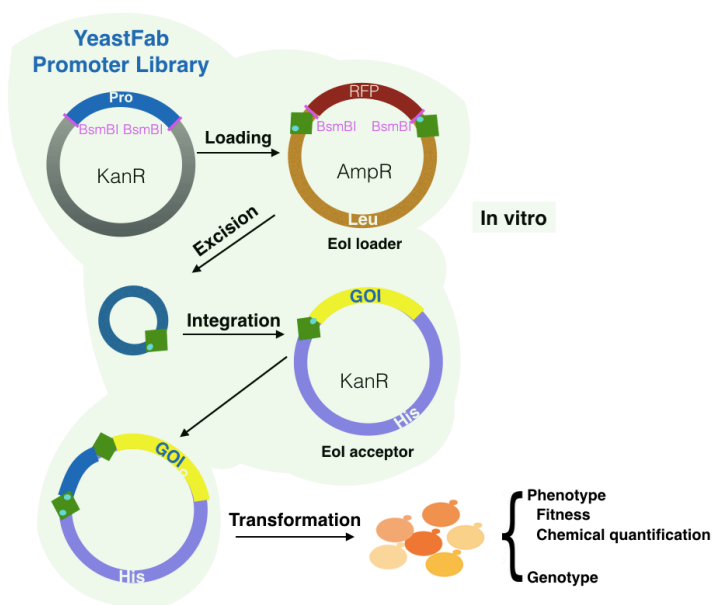 YeastFab
Promoter Library
Pro
BsmBI BsmBI
KanR
Loading
RFP
BsmBI BsmBI
AmpR
Leu
EoI loader
In vitro
Excision
Integration
GOI
KanR
His
EoI acceptor
GOI
His
Transformation
Phenotype
Fitness
Chemical quantification
Genotype